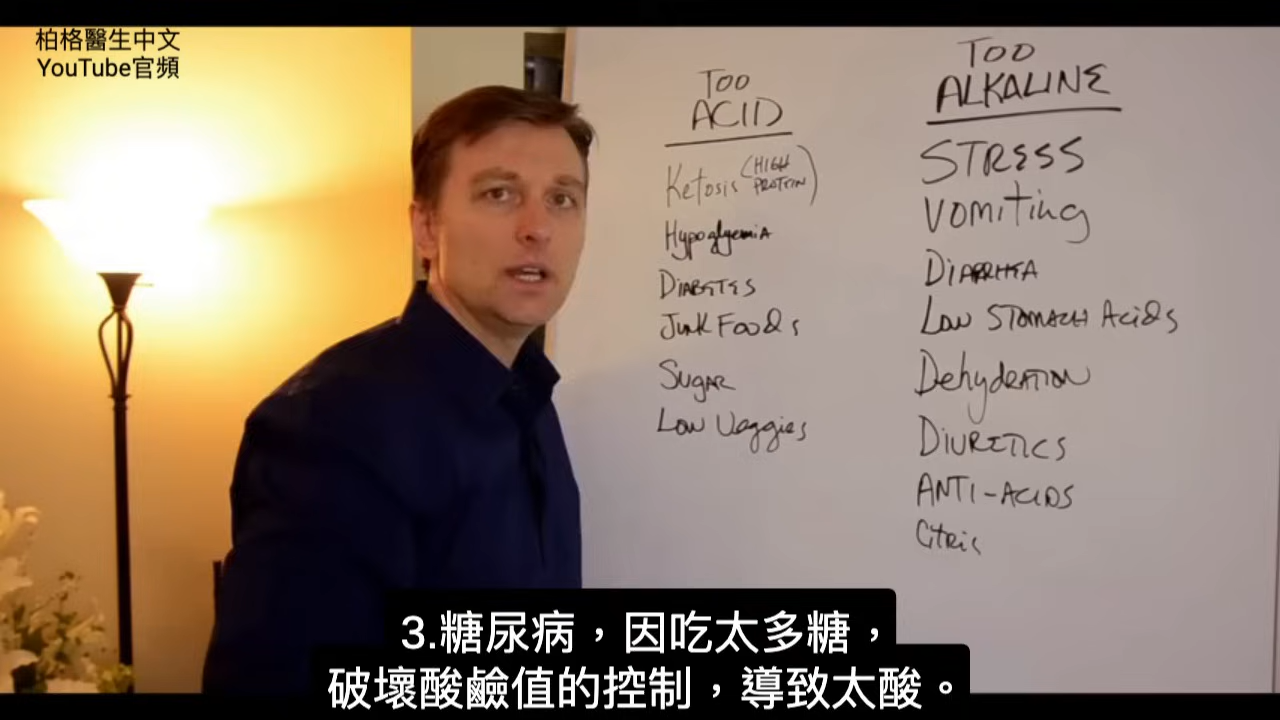 柏格醫生中文
YouTube官頻
TOO
ACID
Ketosis (HIGH PROTEIN)
Hypoglyemia
DIABETES
JUNK FOODS
SUGAR
LOW Veggies
TOO
ALKALINE
STRESS
VOMITING
DIARRHEA
LOW STOMACH ACIDS
DehydRATION
DIURETICS
ANTI-ACIDS
Citris
3.糖尿病，因吃太多糖，
破壞酸鹼值的控制，導致太酸。